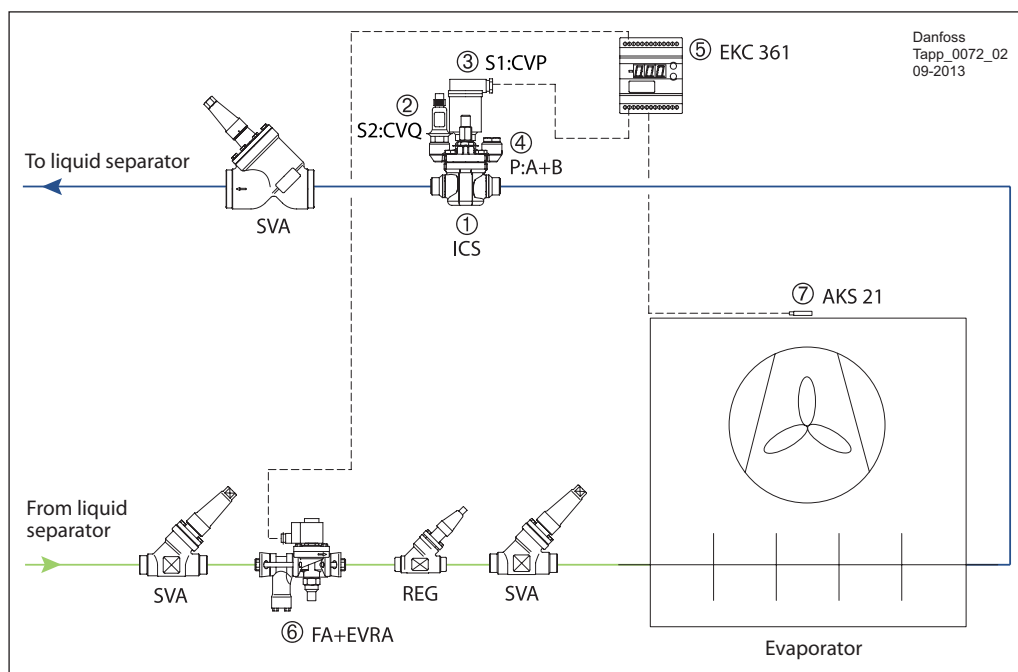 Danfoss
Tapp_0072_02
09-2013
⑤ EKC 361
③ S1:CVP
②
S2:CVQ
④
P:A+B
To liquid separator
SVA
①
ICS
⑦ AKS 21
From liquid
separator
SVA
REG
SVA
⑥ FA+EVRA
Evaporator